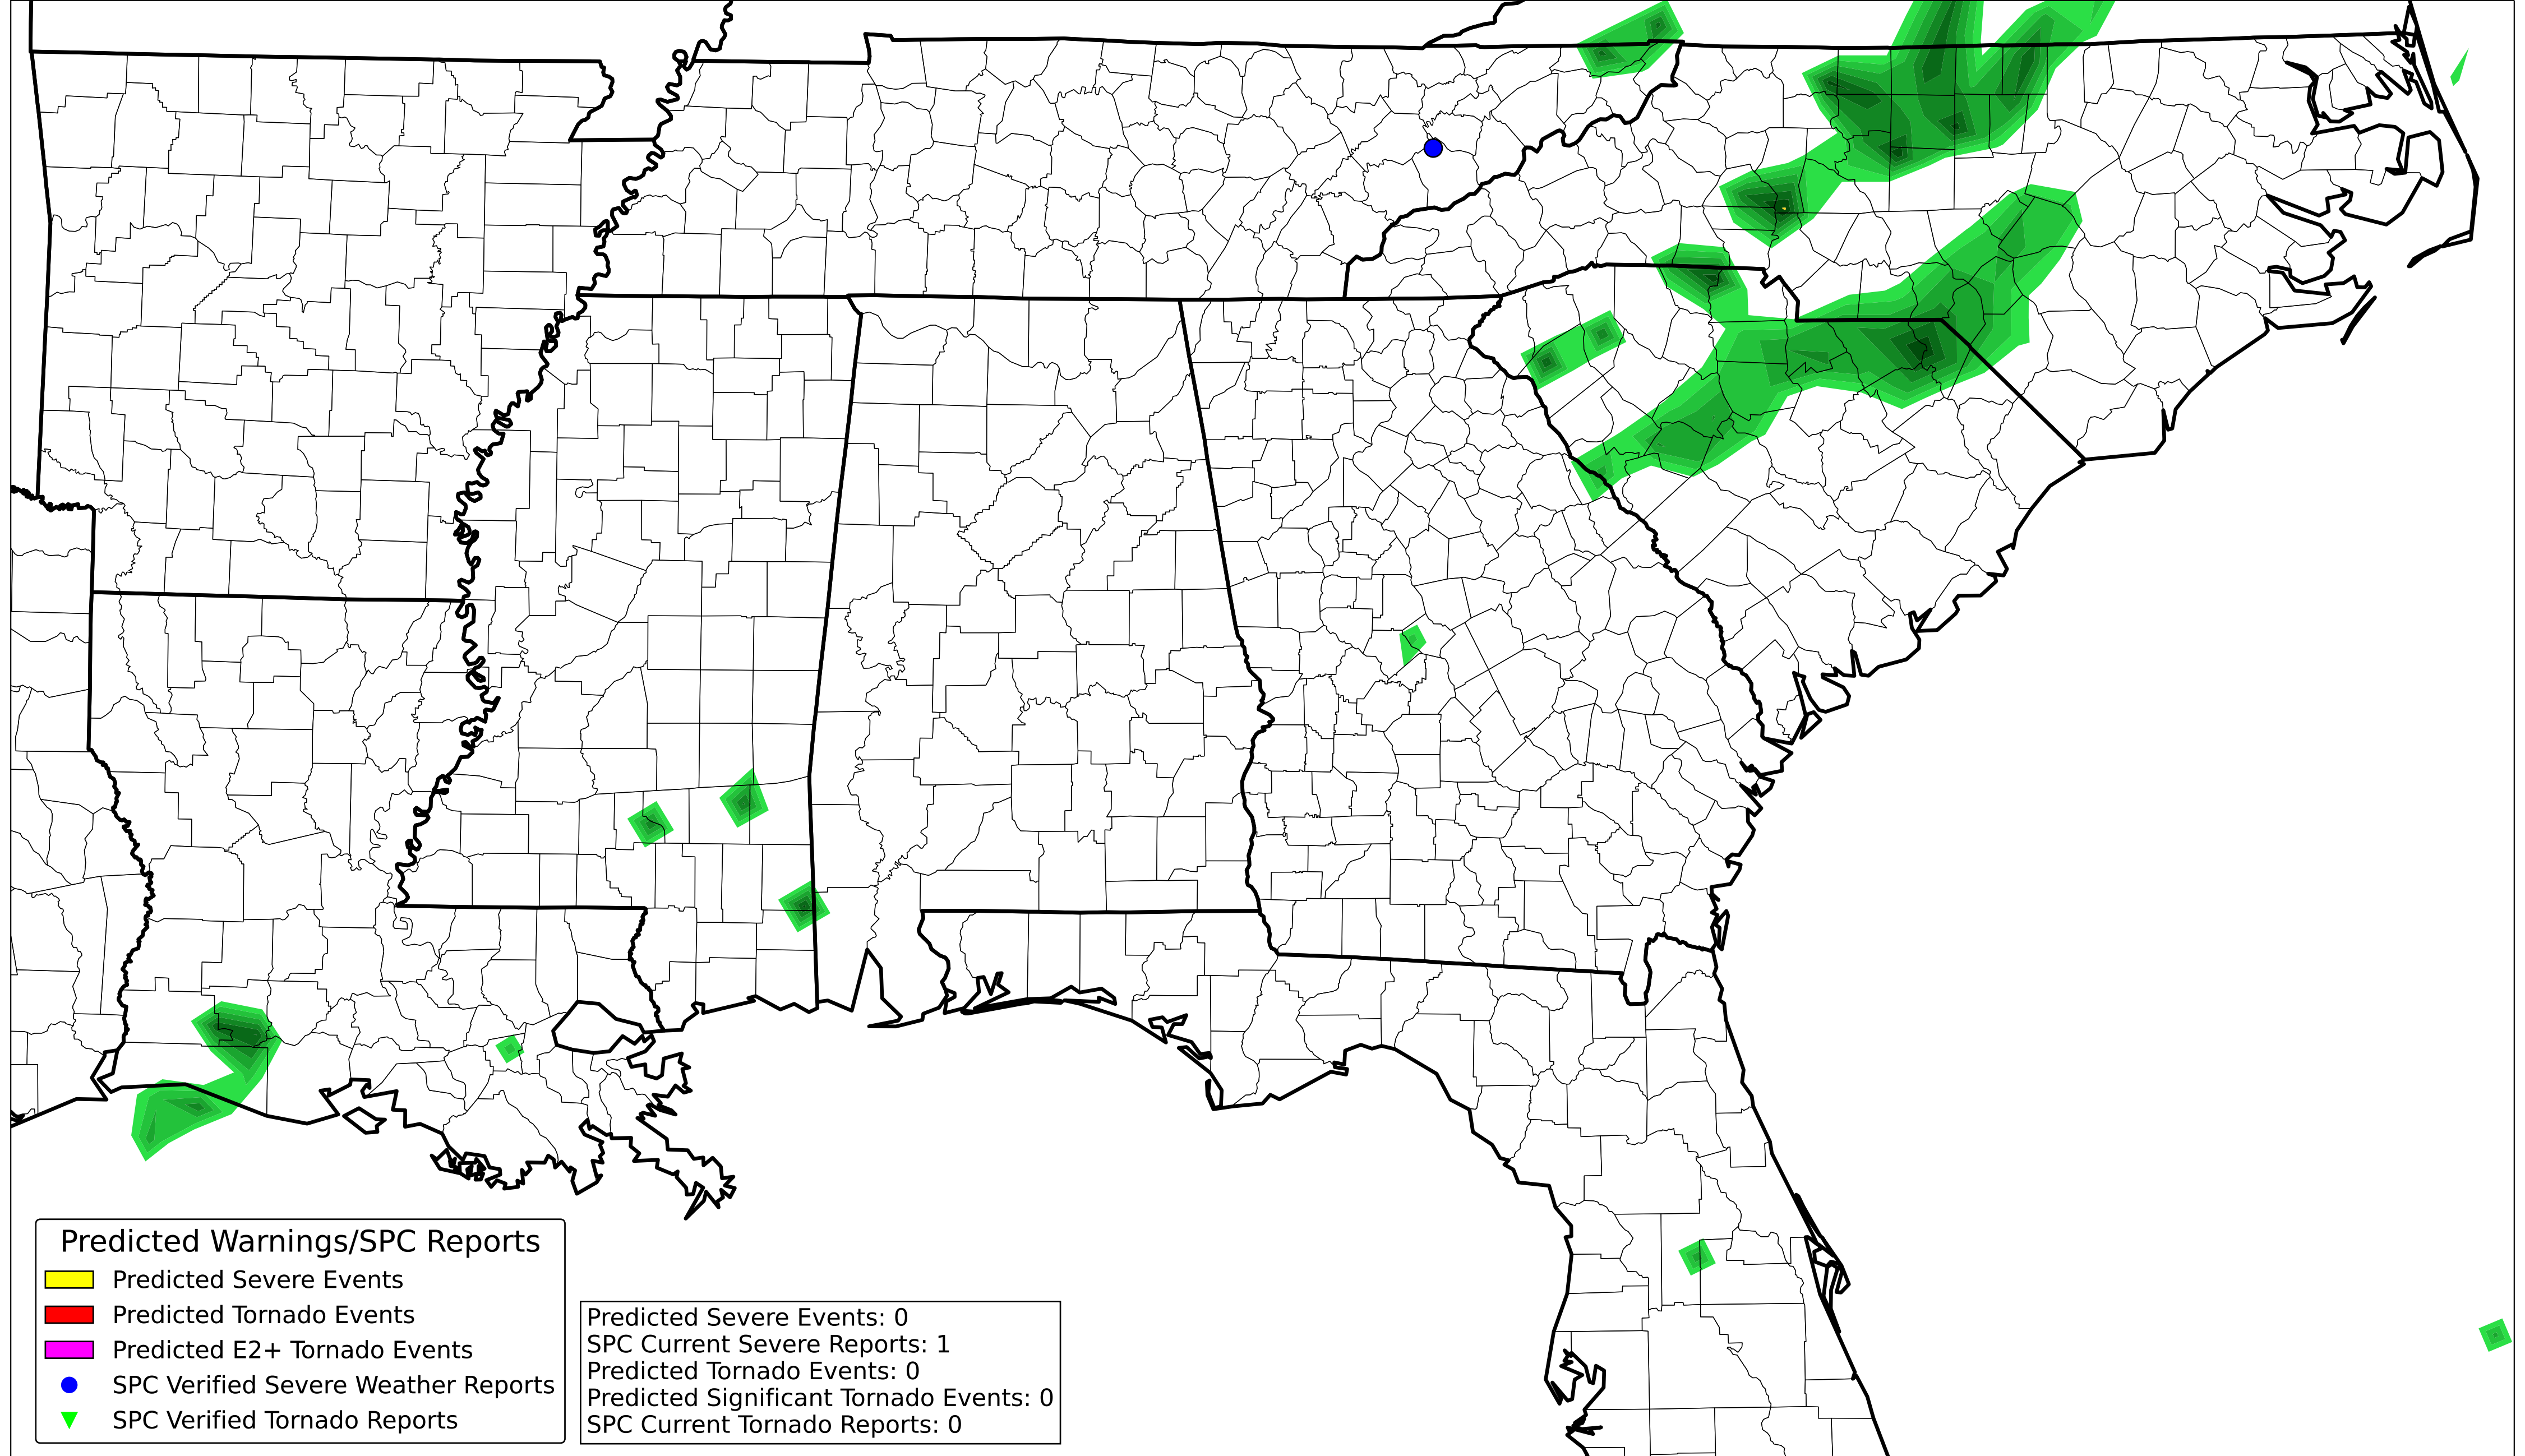 Predicted Warnings/SPC Reports
Predicted Severe Events
Predicted Tornado Events
Predicted E2+ Tornado Events
SPC Verified Severe Weather Reports
SPC Verified Tornado Reports
Predicted Severe Events: 0
SPC Current Severe Reports: 1
Predicted Tornado Events: 0
Predicted Significant Tornado Events: 0
SPC Current Tornado Reports: 0